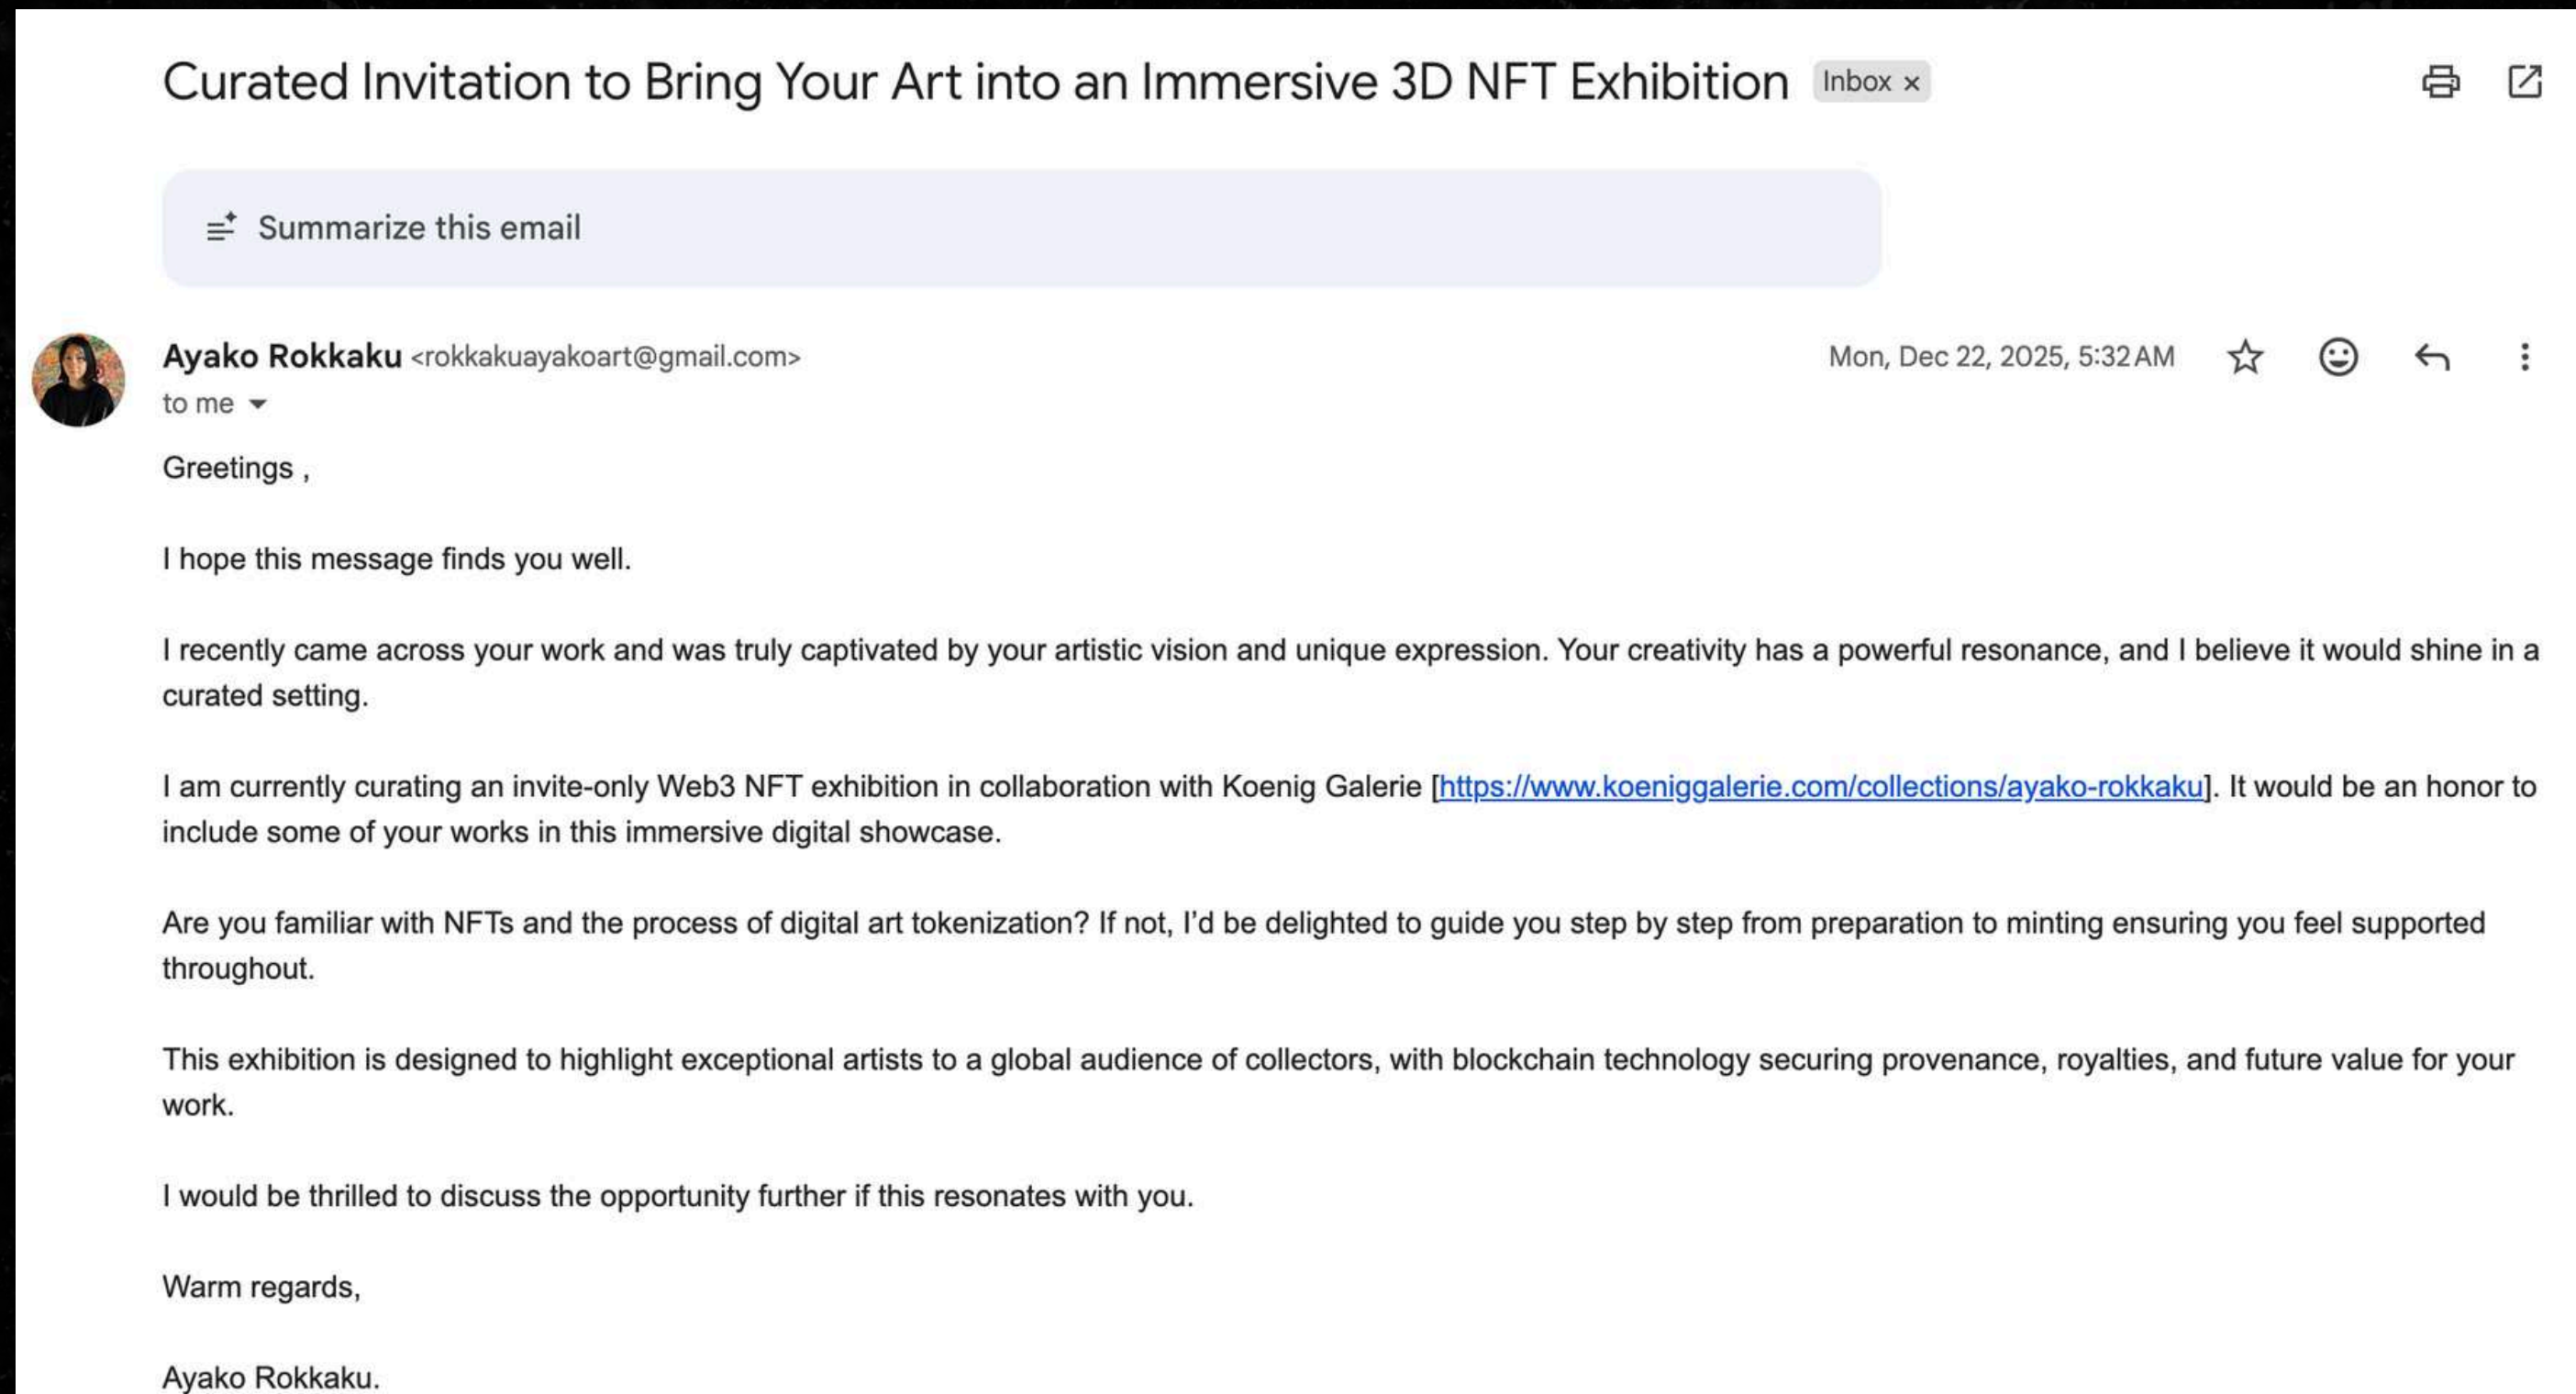 Curated Invitation to Bring Your Art into an Immersive 3D NFT Exhibition Inbox ×
Summarize this email
Ayako Rokkaku <rokkakuayakoart@gmail.com> Mon, Dec 22, 2025, 5:32 AM
to me
Greetings ,
I hope this message finds you well.
I recently came across your work and was truly captivated by your artistic vision and unique expression. Your creativity has a powerful resonance, and I believe it would shine in a
curated setting.
I am currently curating an invite-only Web3 NFT exhibition in collaboration with Koenig Galerie [https://www.koeniggalerie.com/collections/ayako-rokkaku]. It would be an honor to
include some of your works in this immersive digital showcase.
Are you familiar with NFTs and the process of digital art tokenization? If not, I’d be delighted to guide you step by step from preparation to minting ensuring you feel supported
throughout.
This exhibition is designed to highlight exceptional artists to a global audience of collectors, with blockchain technology securing provenance, royalties, and future value for your
work.
I would be thrilled to discuss the opportunity further if this resonates with you.
Warm regards,
Ayako Rokkaku.